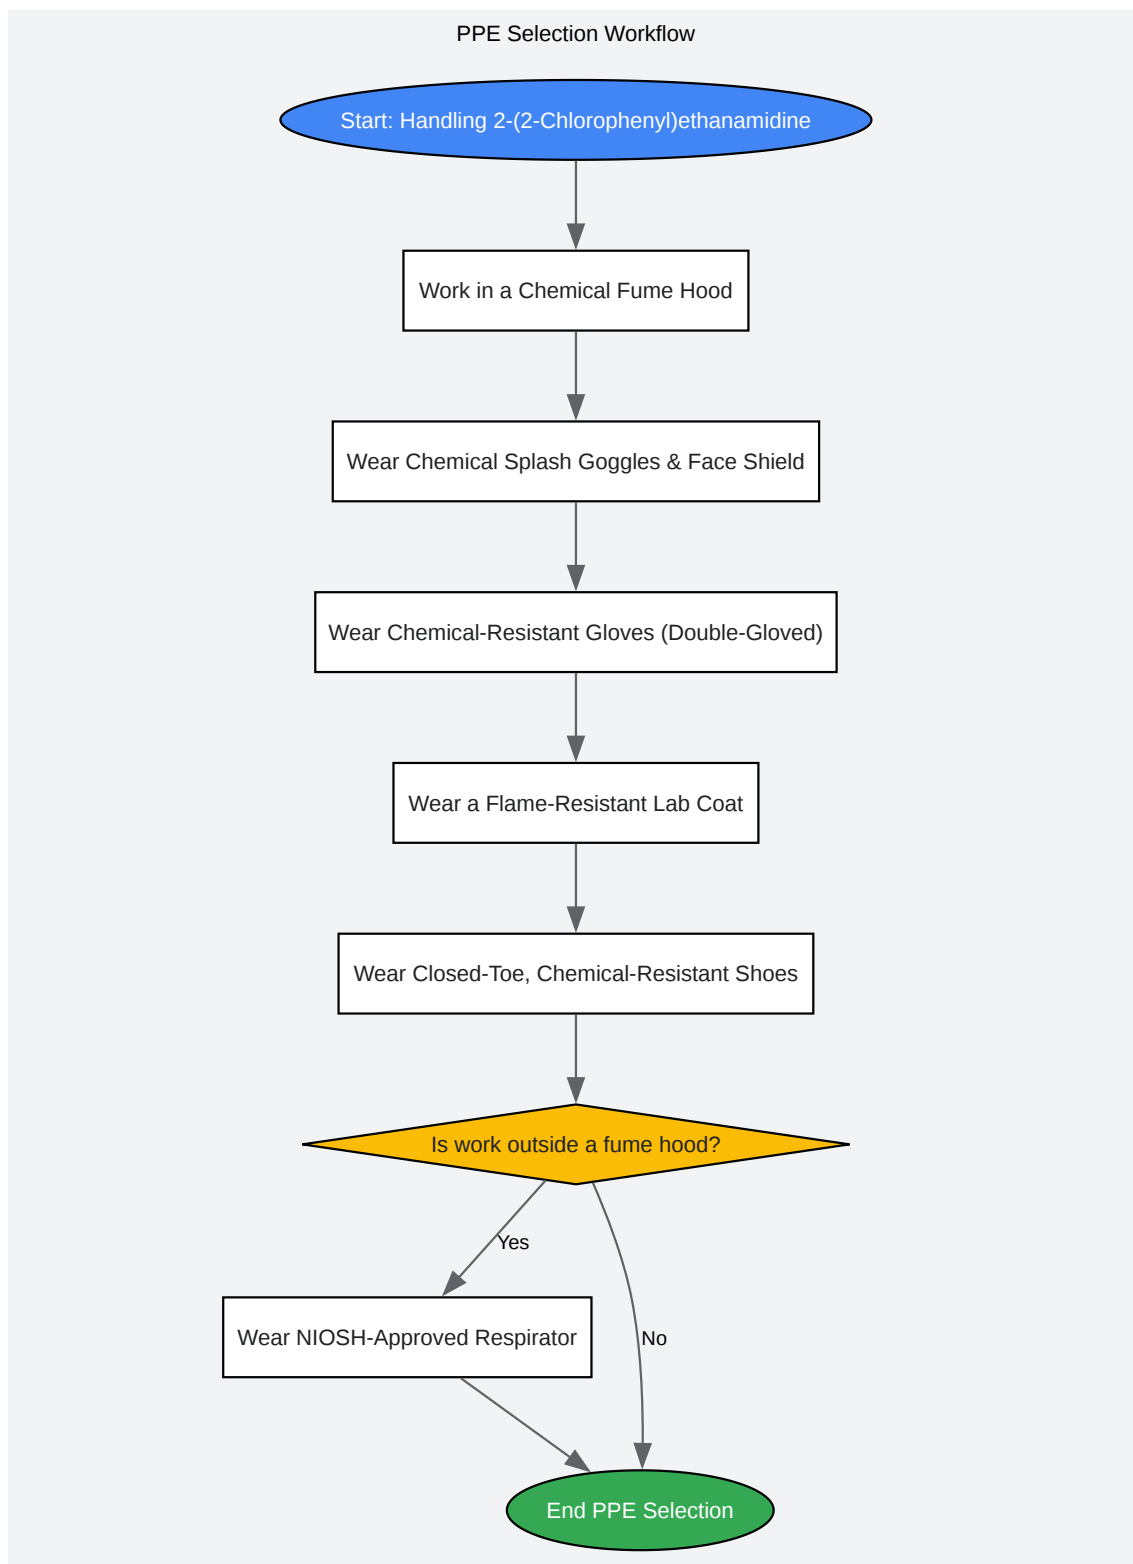 PPE Selection Workflow
Start: Handling 2-(2-Chlorophenyl)ethanamidine
Work in a Chemical Fume Hood
Wear Chemical Splash Goggles & Face Shield
Wear Chemical-Resistant Gloves (Double-Gloved)
Wear a Flame-Resistant Lab Coat
Wear Closed-Toe, Chemical-Resistant Shoes
Is work outside a fume hood?
Yes
Wear NIOSH-Approved Respirator
No
End PPE Selection